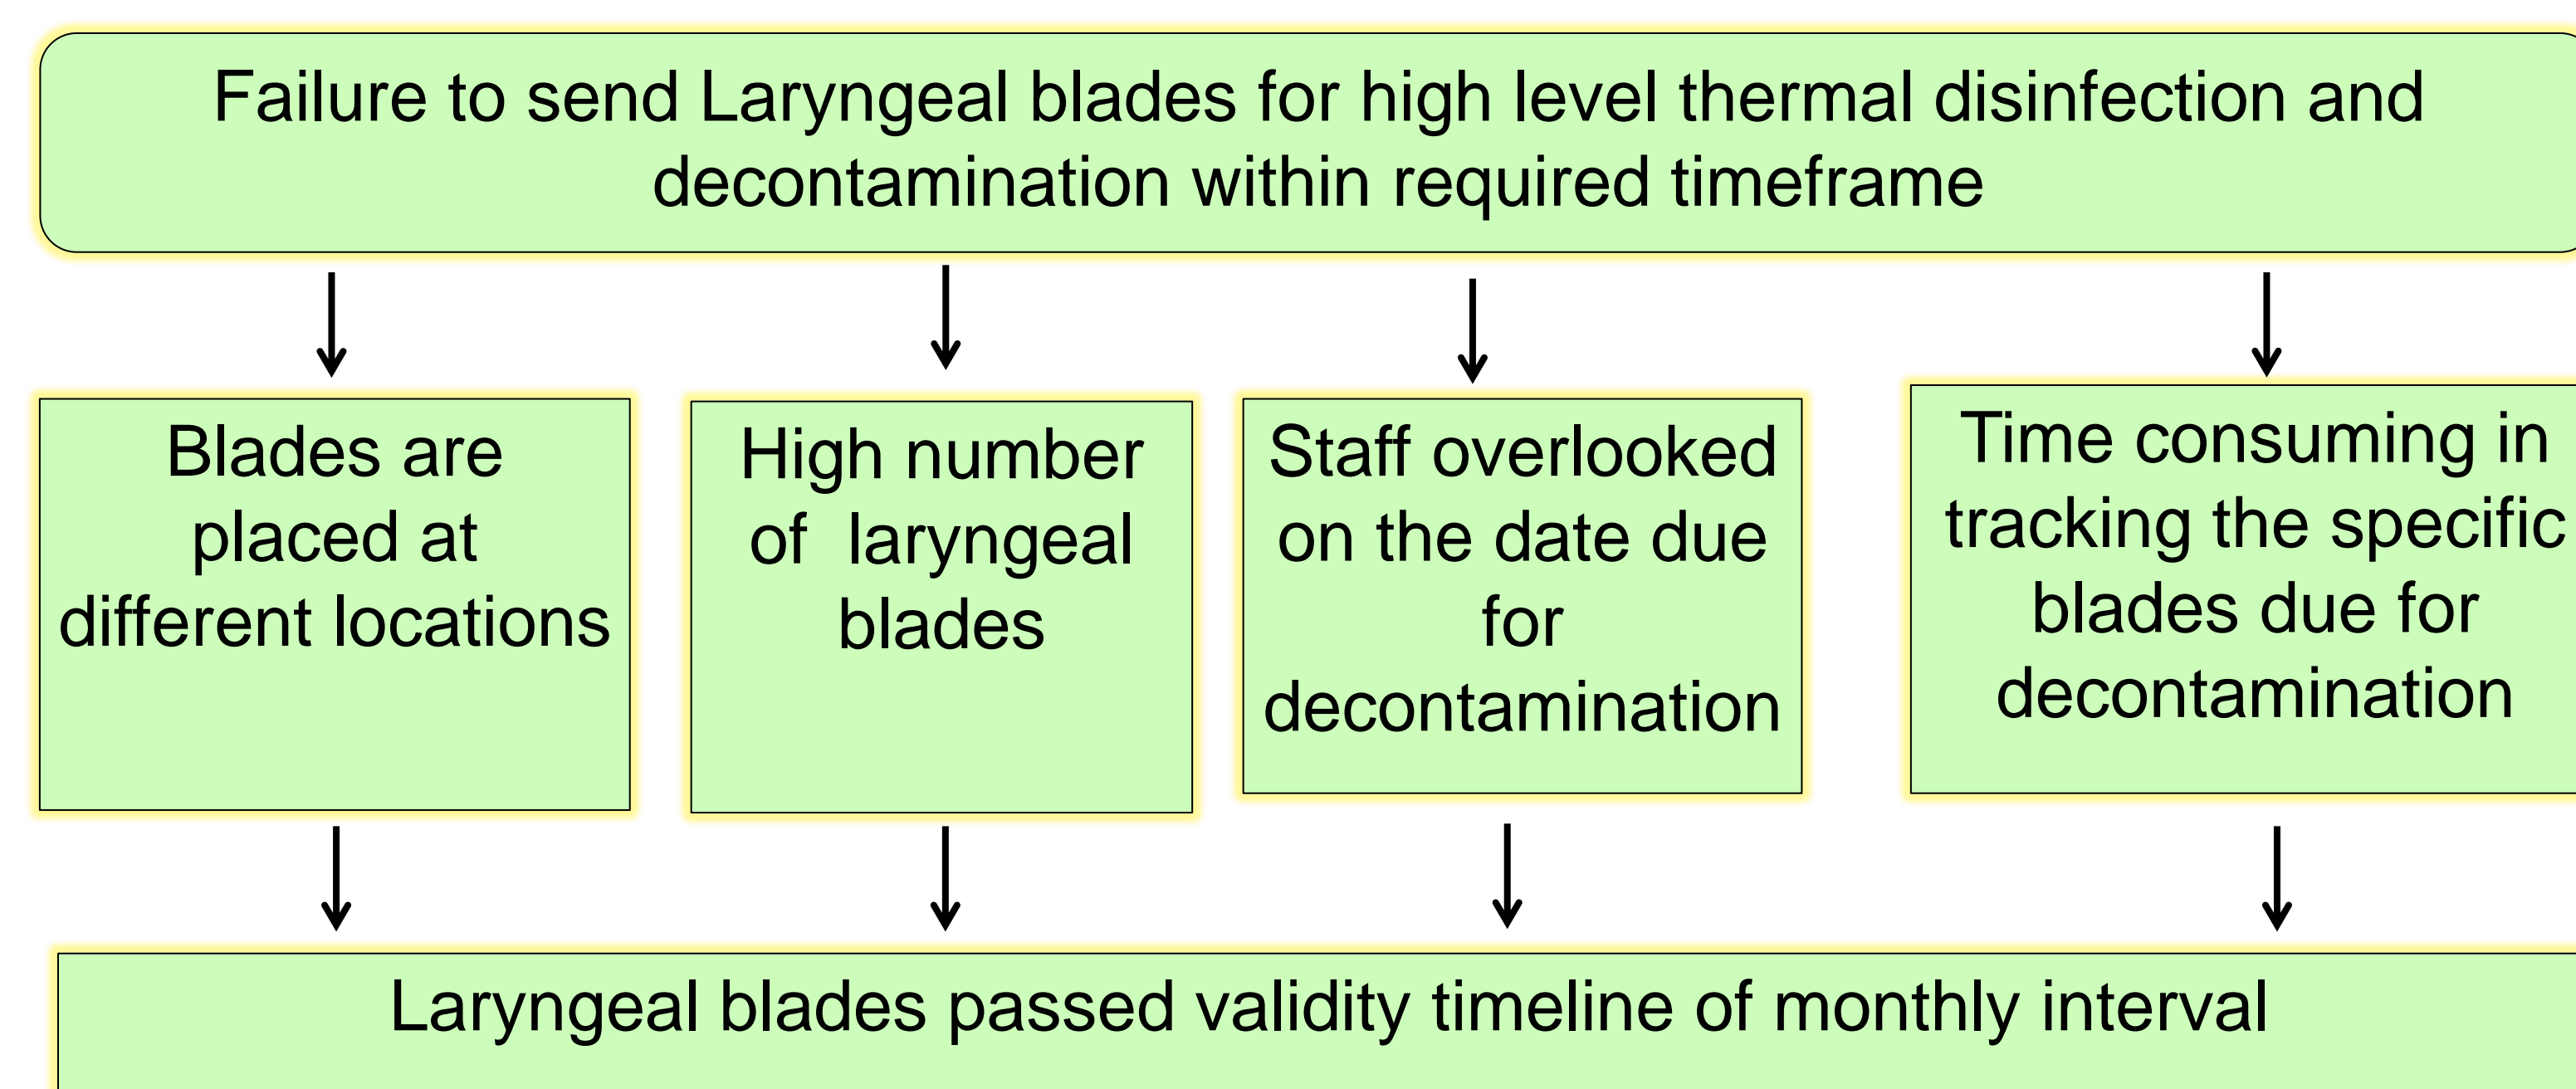 Failure to send Laryngeal blades for high level thermal disinfection and
decontamination within required timeframe
Blades are
placed at
different locations
High number
of laryngeal
blades
Staff overlooked
on the date due
for
decontamination
Time consuming in
tracking the specific
blades due for
decontamination
Laryngeal blades passed validity timeline of monthly interval